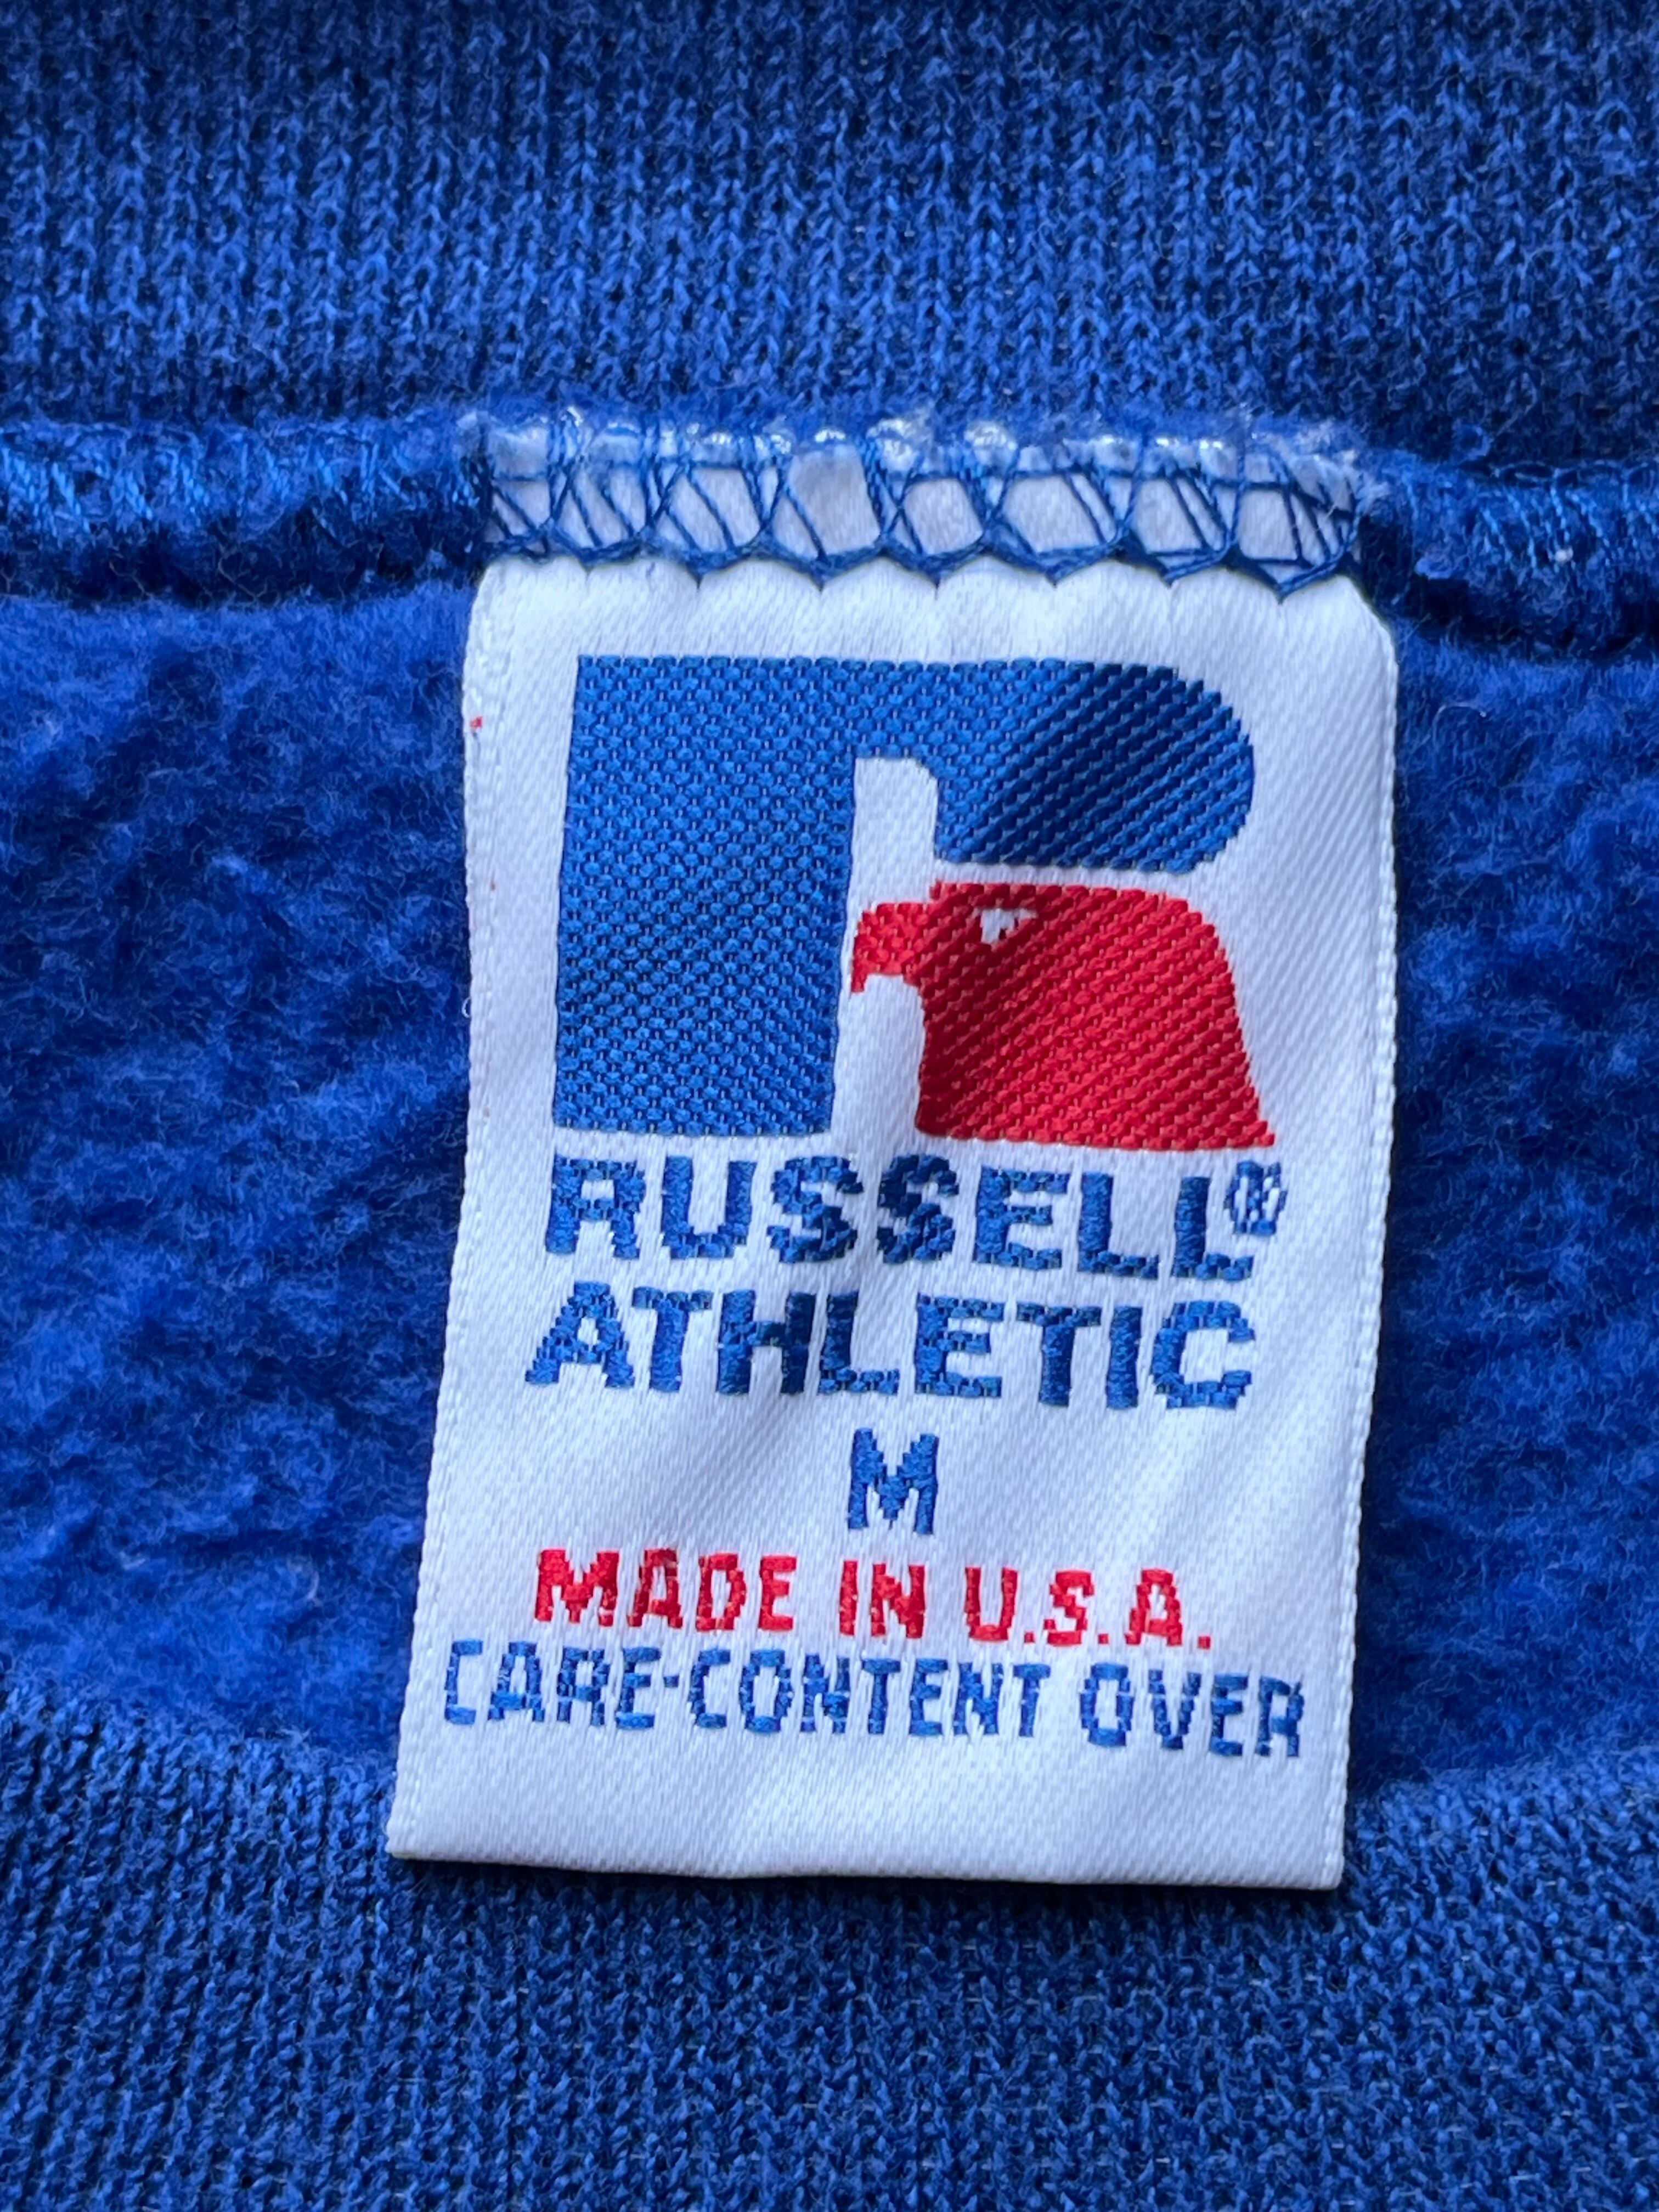 RUSSELL®
ATHLETIC
M
MADE IN U.S.A.
CARE-CONTENT OVER